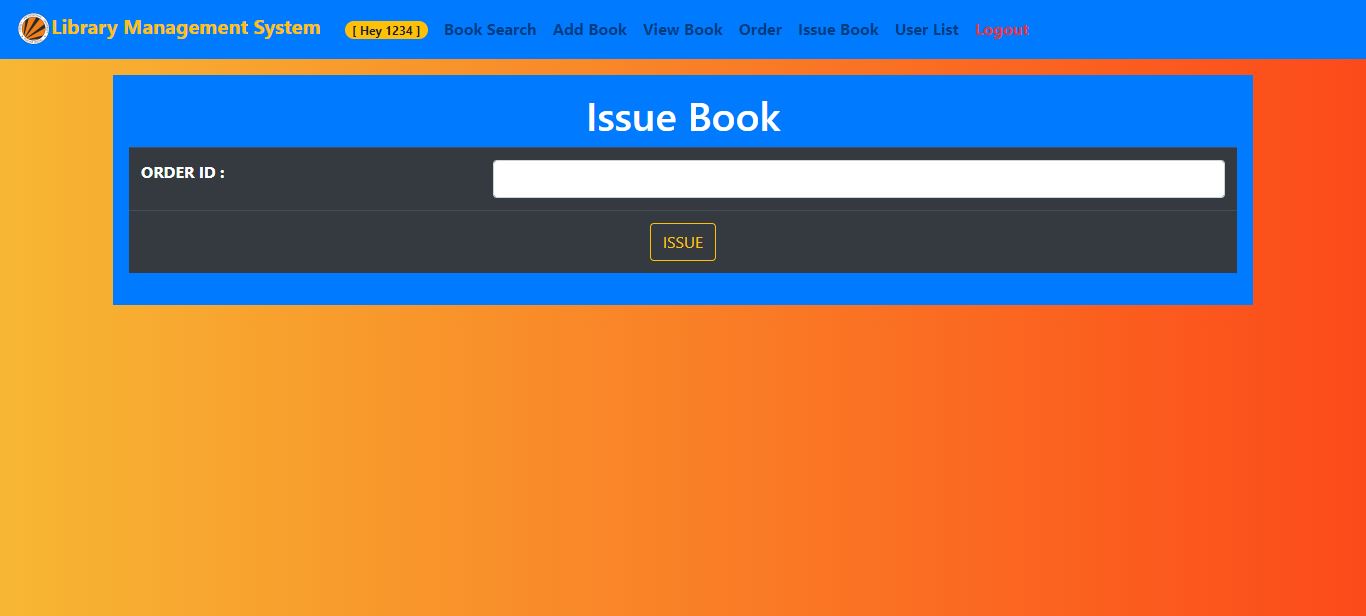 Library Management System [ Hey 1234 ] Book Search Add Book View Book Order Issue Book User List Logout
Issue Book
ORDER ID :
ISSUE